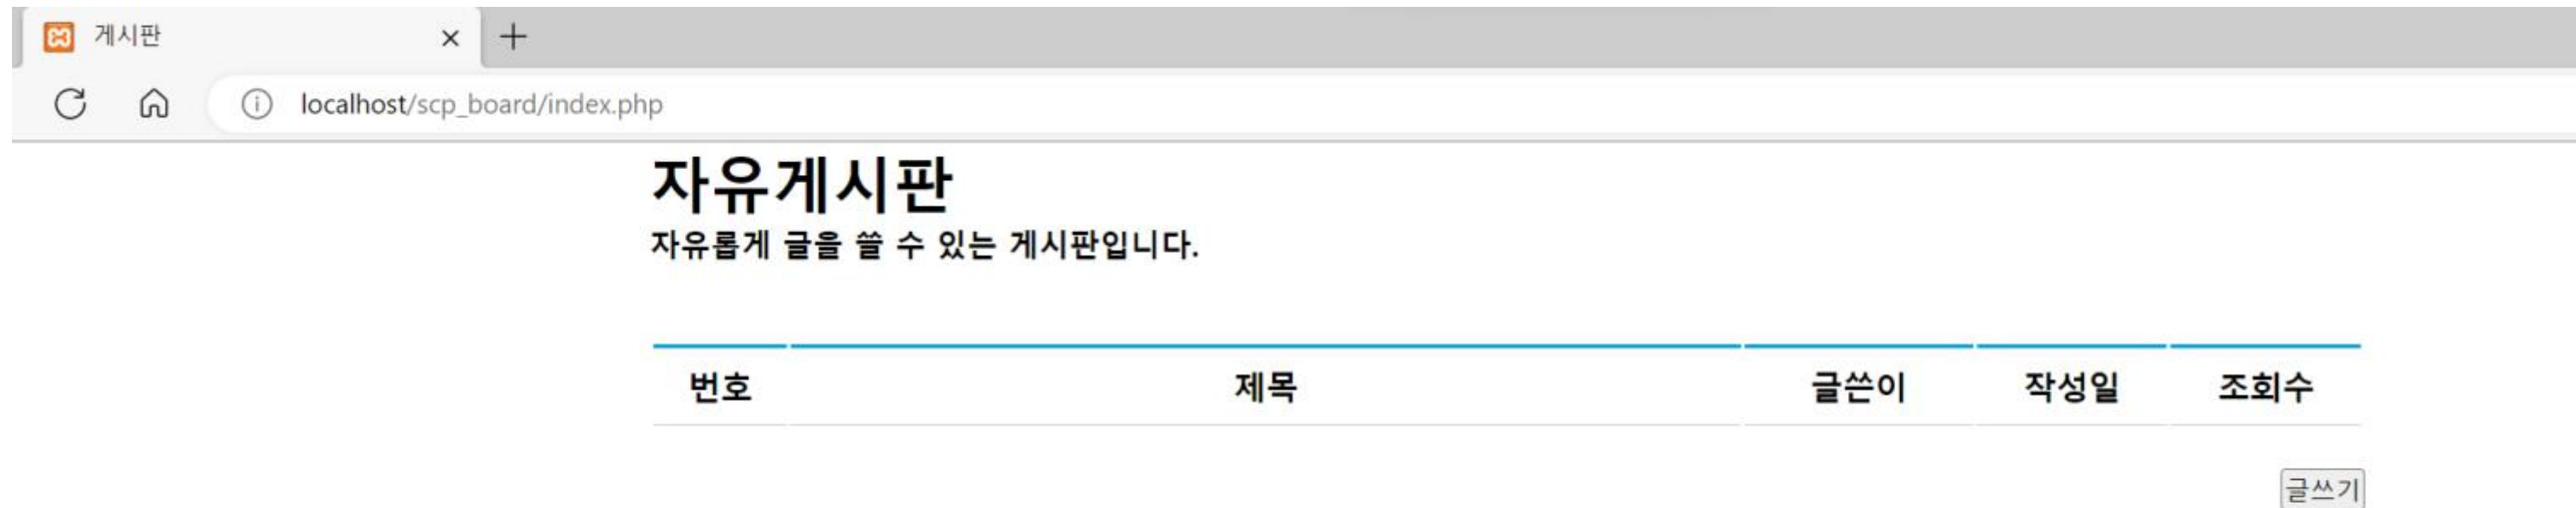 게시판
localhost/scp_board/index.php
자유게시판
자유롭게 글을 쓸 수 있는 게시판입니다.
번호 제목 글쓴이 작성일 조회수
글쓰기